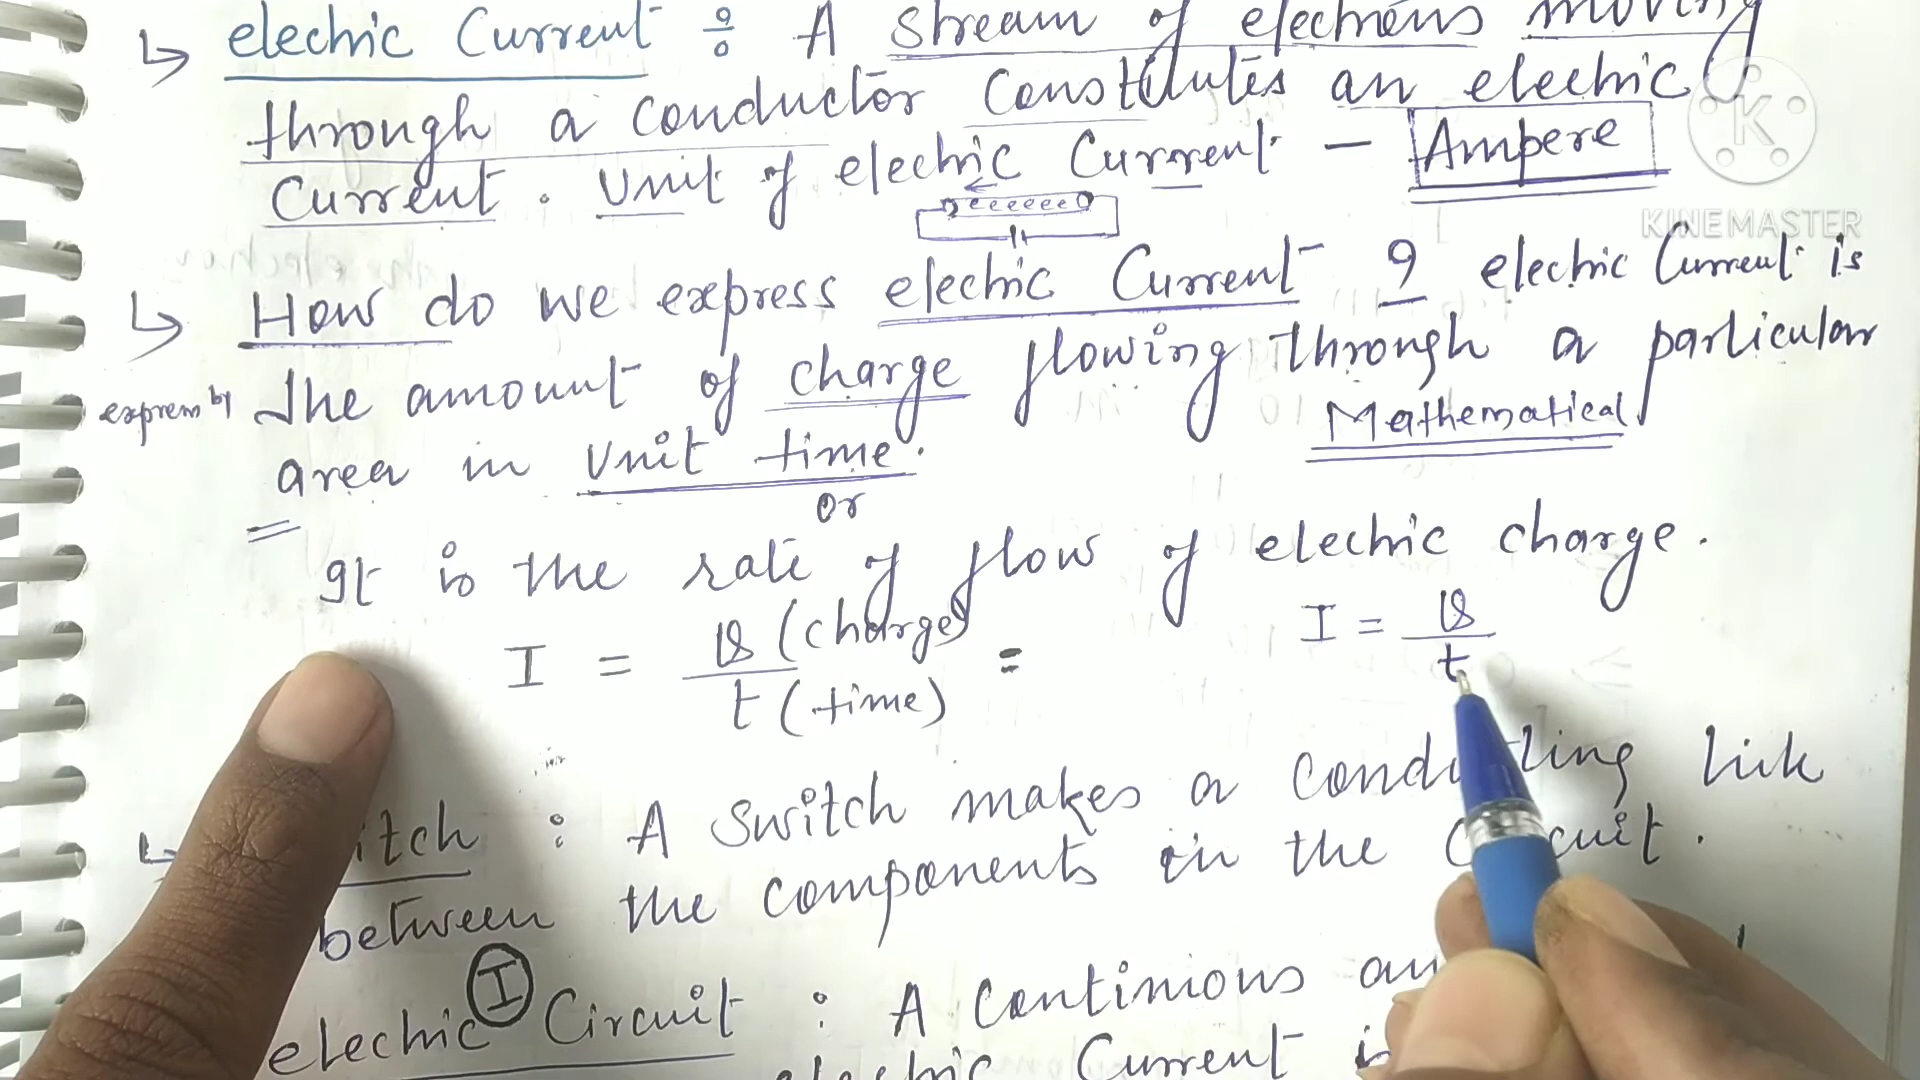 ↳ electric Current : A stream of electrons moving
through a conductor constitutes an electric
Current. Unit of electric Current - Ampere
eeeeeee
KINEMASTER
↳ How do we express electric Current ? electric Current is
express by The amount of charge flowing through a particular
Mathematical
area in unit time.
or
It is the rate of flow of electric charge.
I = Q (charge) / t (time) = I = Q / t
: A switch makes a link
between the components in the
I
electric Circuit : A Continious
Current